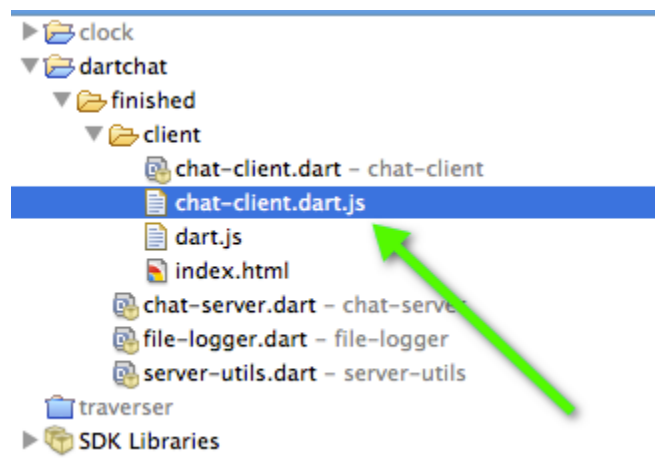 clock
dartchat
finished
client
chat-client.dart – chat-client
chat-client.dart.js
dart.js
index.html
chat-server.dart – chat-server
file-logger.dart – file-logger
server-utils.dart – server-utils
traverser
SDK Libraries